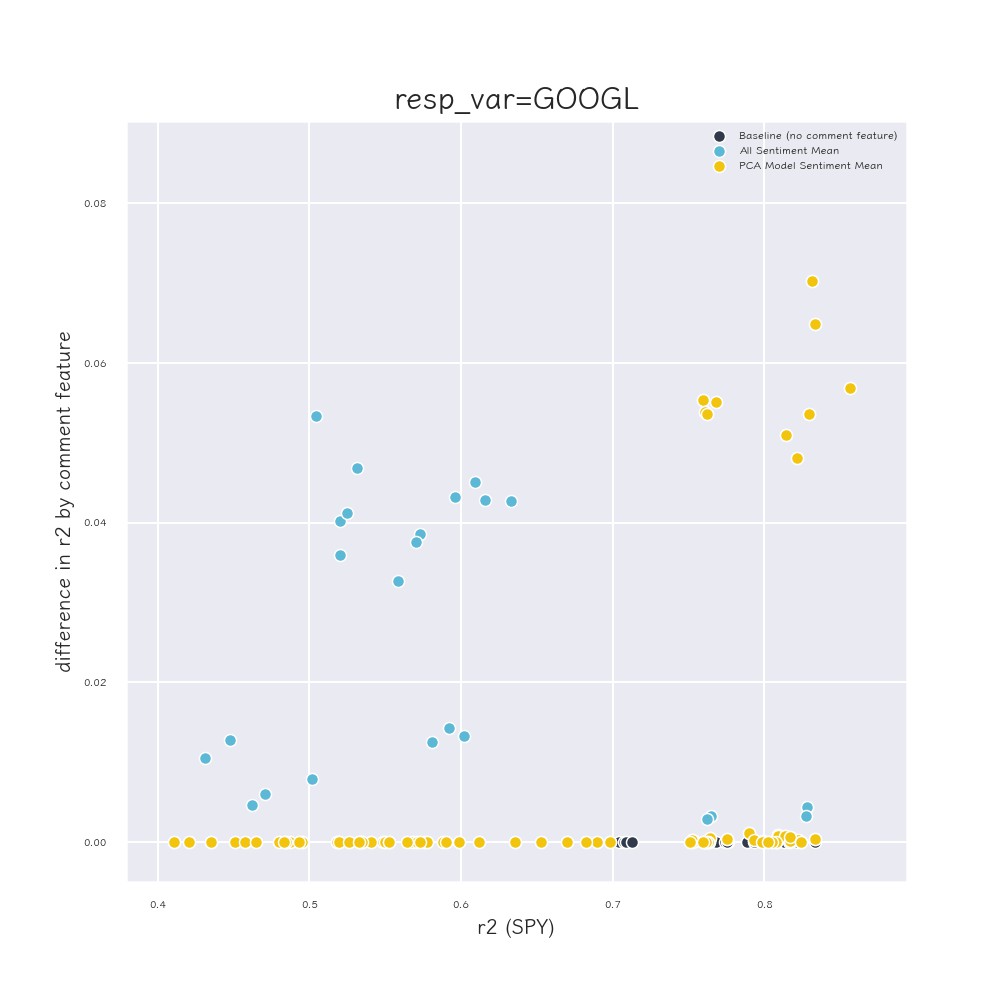 resp_var=GOOGL
Baseline (no comment feature)
All Sentiment Mean
PCA Model Sentiment Mean
0.08
0.06
0.04
0.02
0.00
difference in r2 by comment feature
0.4 0.5 0.6 0.7 0.8
r2 (SPY)